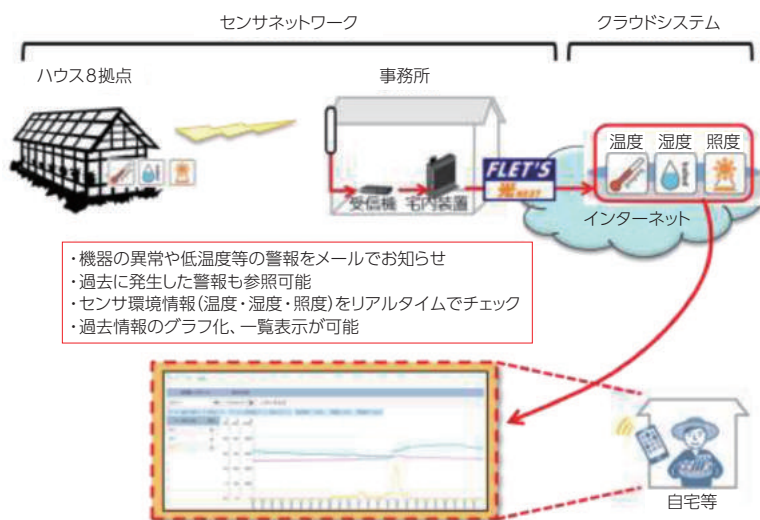 センサネットワーク
クラウドシステム
ハウス8拠点
事務所
温度 湿度 照度
FLET'S
光 NEXT
受信機 宅内装置
インターネット
・機器の異常や低温度等の警報をメールでお知らせ
・過去に発生した警報も参照可能
・センサ環境情報(温度・湿度・照度)をリアルタイムでチェック
・過去情報のグラフ化、一覧表示が可能
自宅等